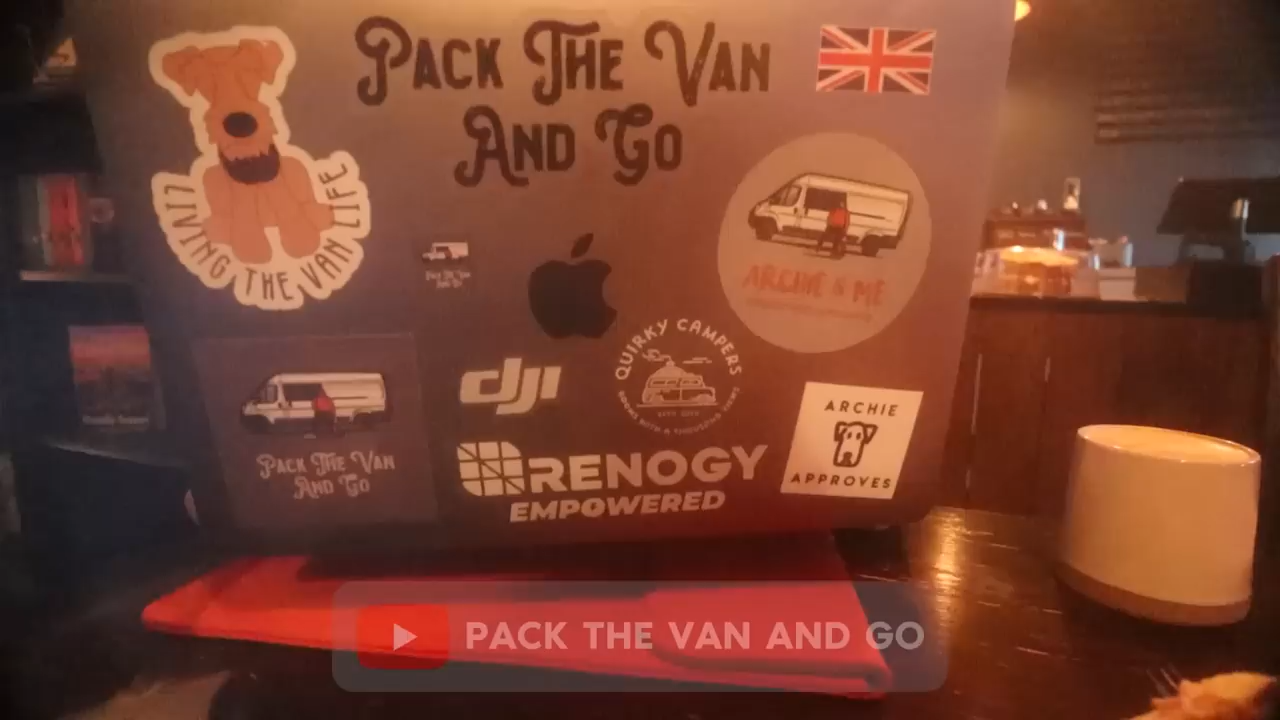 PACK THE VAN
AND GO
LIVING THE VAN LIFE
ARCHIE & ME
QUIRKY CAMPERS
dji
PACK THE VAN
AND GO
RENOGY
EMPOWERED
ARCHIE
APPROVES
PACK THE VAN AND GO